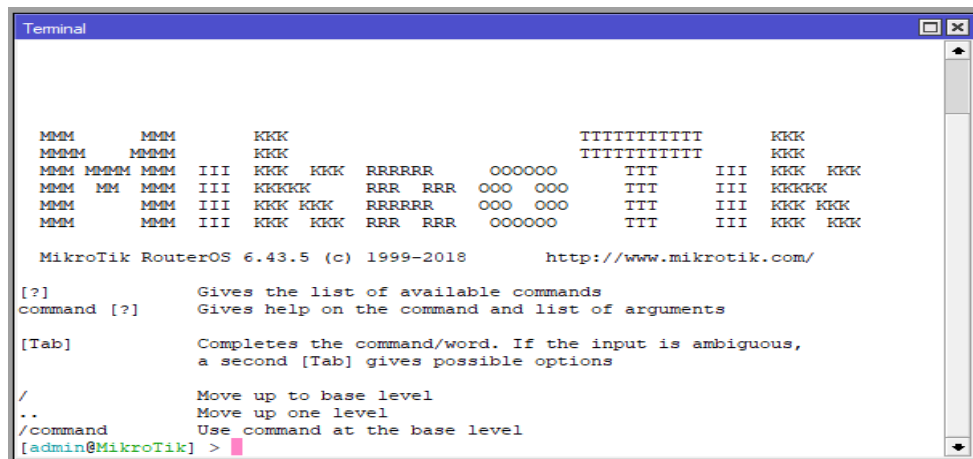 Terminal
MMM      MMM       KKK                          TTTTTTTTTTT      KKK
MMMM    MMMM       KKK                          TTTTTTTTTTT      KKK
MMM MMMM MMM  III  KKK  KKK  RRRRRR     OOOOOO      TTT     III  KKK  KKK
MMM  MM  MMM  III  KKKKK     RRR  RRR  OOO  OOO     TTT     III  KKKKK
MMM      MMM  III  KKK KKK   RRRRRR    OOO  OOO     TTT     III  KKK KKK
MMM      MMM  III  KKK  KKK  RRR  RRR   OOOOOO      TTT     III  KKK  KKK
MikroTik RouterOS 6.43.5 (c) 1999-2018       http://www.mikrotik.com/
[?]             Gives the list of available commands
command [?]     Gives help on the command and list of arguments
[Tab]           Completes the command/word. If the input is ambiguous,
a second [Tab] gives possible options
/               Move up to base level
..              Move up one level
/command        Use command at the base level
[admin@MikroTik] >